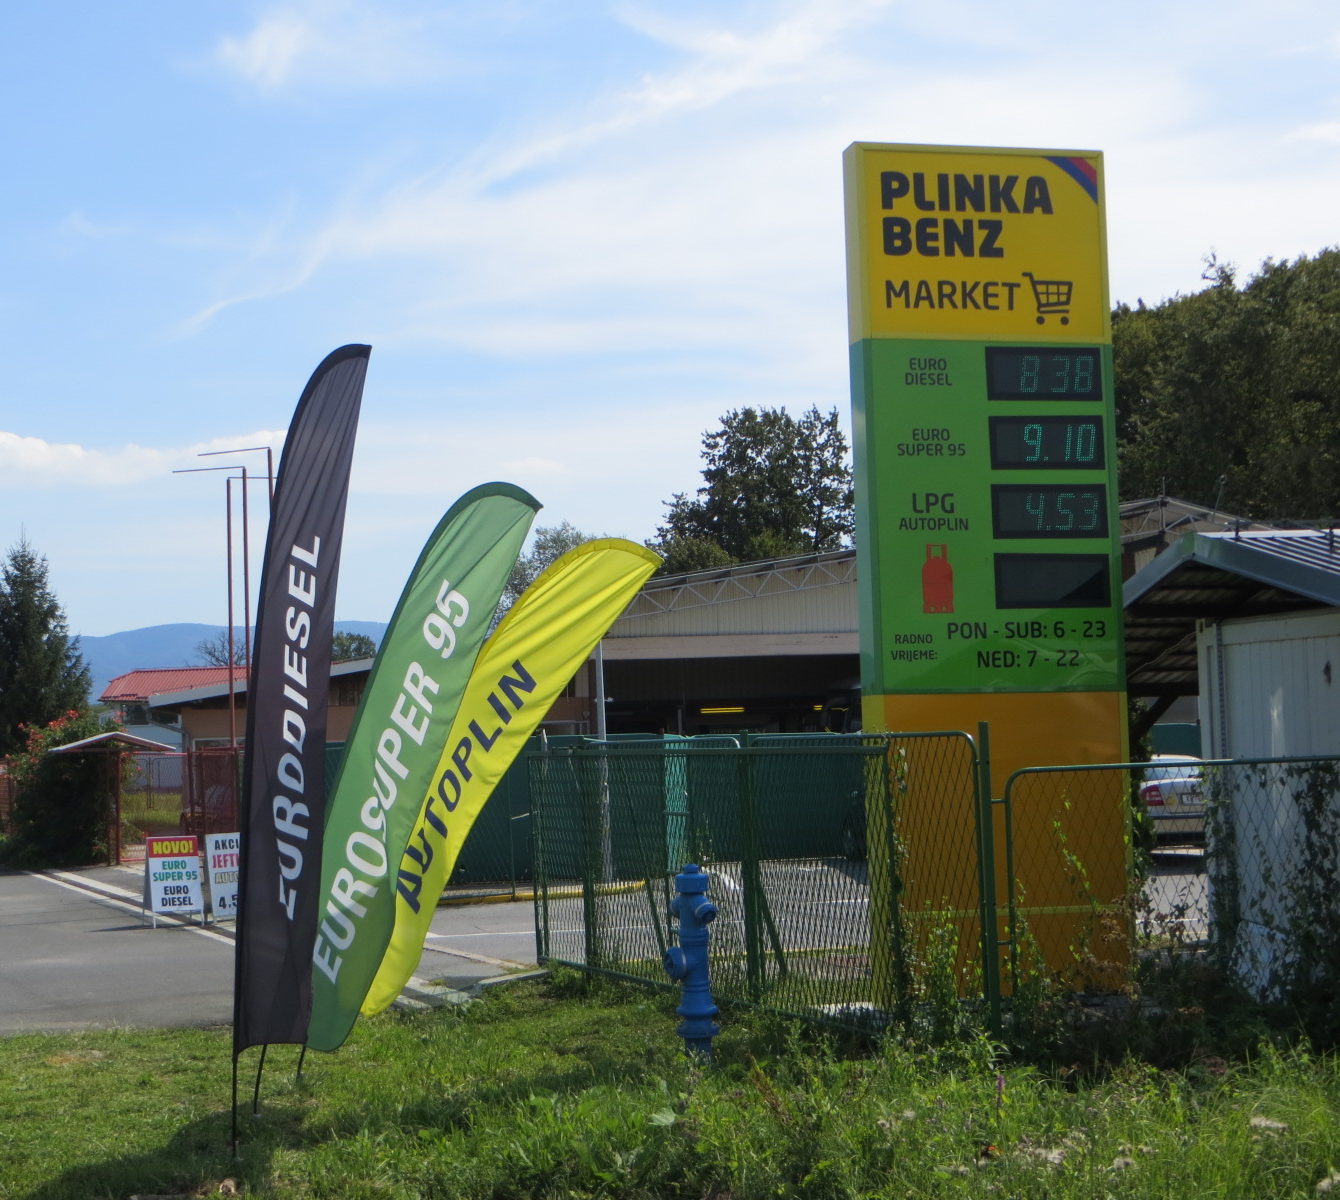 PLINKA
BENZ
MARKET
EURO
DIESEL
8 38
EURO
SUPER 95
9.10
LPG
AUTOPLIN
4.53
RADNO
VRIJEME:
PON - SUB: 6 - 23
NED: 7 - 22
EURODIESEL
EUROSUPER 95
AUTOPLIN
NOVO!
EURO
SUPER 95
EURO
DIESEL